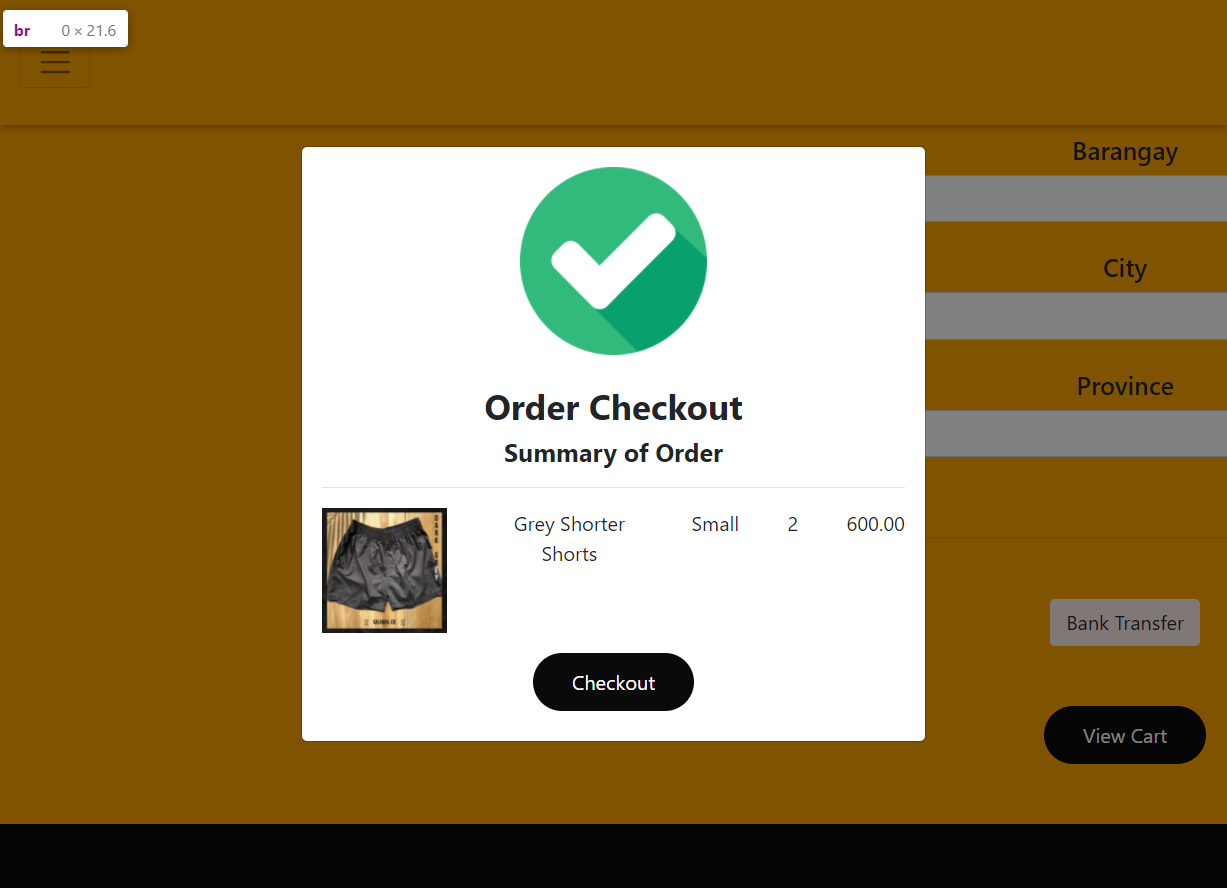 br 0 × 21.6
Barangay
City
Province
Order Checkout
Summary of Order
Grey Shorter Small 2 600.00
Shorts
Bank Transfer
Checkout
View Cart